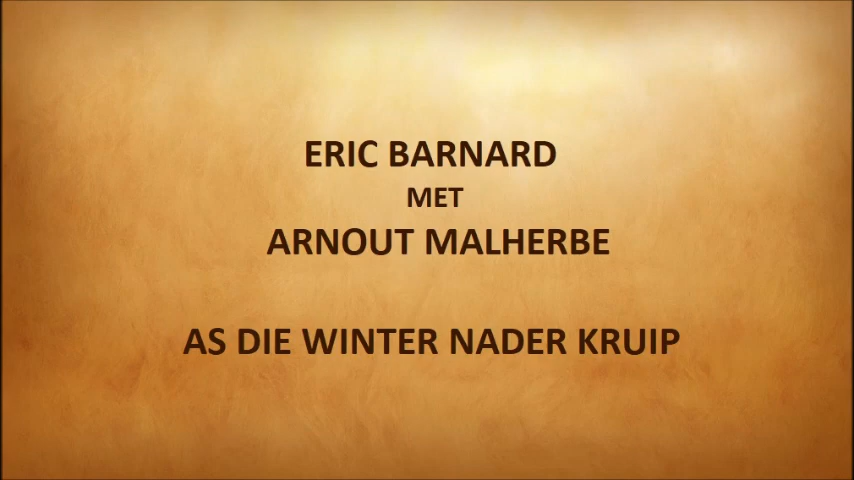 ERIC BARNARD
MET
ARNOUT MALHERBE
AS DIE WINTER NADER KRUIP